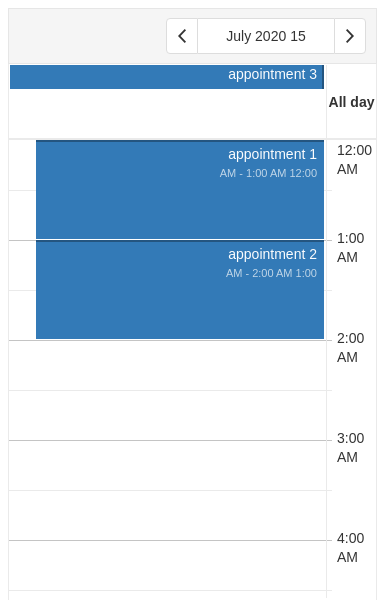 July 2020 15
appointment 3
All day
appointment 1
AM - 1:00 AM 12:00
12:00
AM
1:00
AM
appointment 2
AM - 2:00 AM 1:00
2:00
AM
3:00
AM
4:00
AM